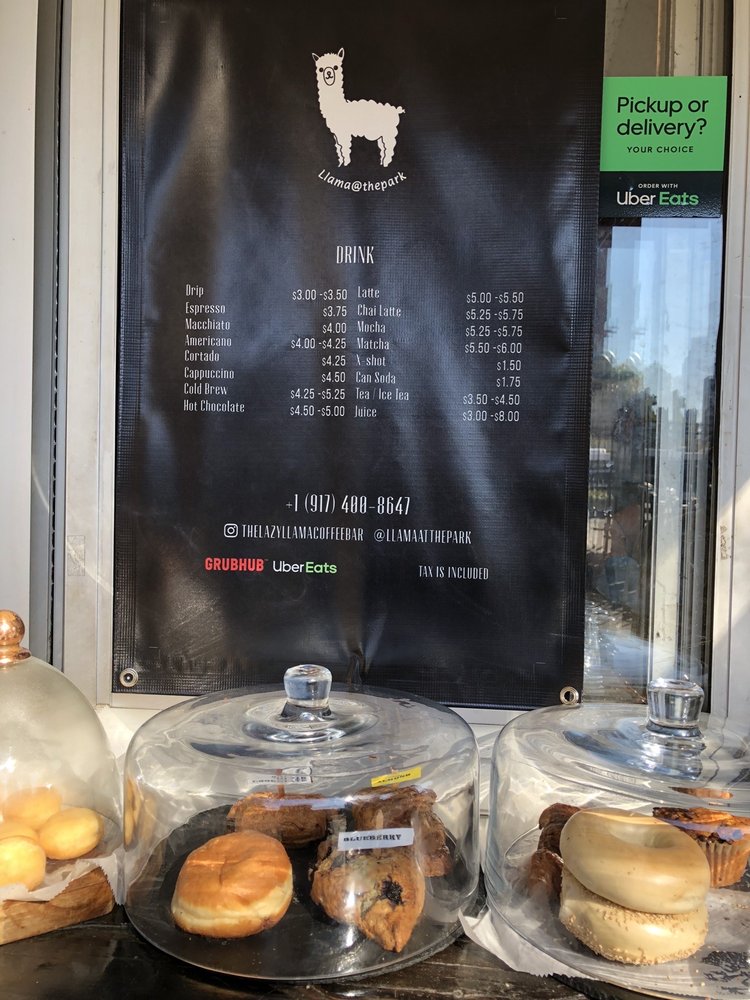 Llama@thepark
Pickup or
delivery?
YOUR CHOICE
ORDER WITH
Uber Eats
DRINK
Drip $3.00 -$3.50
Espresso $3.75
Macchiato $4.00
Americano $4.00 -$4.25
Cortado $4.25
Cappuccino $4.50
Cold Brew $4.25 -$5.25
Hot Chocolate $4.50 -$5.00
Latte $5.00 -$5.50
Chai Latte $5.25 -$5.75
Mocha $5.25 -$5.75
Matcha $5.50 -$6.00
X-shot $1.50
Can Soda $1.75
Tea / Ice Tea $3.50 -$4.50
Juice $3.00 -$8.00
+1 (917) 400-8647
THELAZYLLAMACOFFEEBAR @LLAMAATTHEPARK
GRUBHUB Uber Eats TAX IS INCLUDED
ALMOND
BLUEBERRY